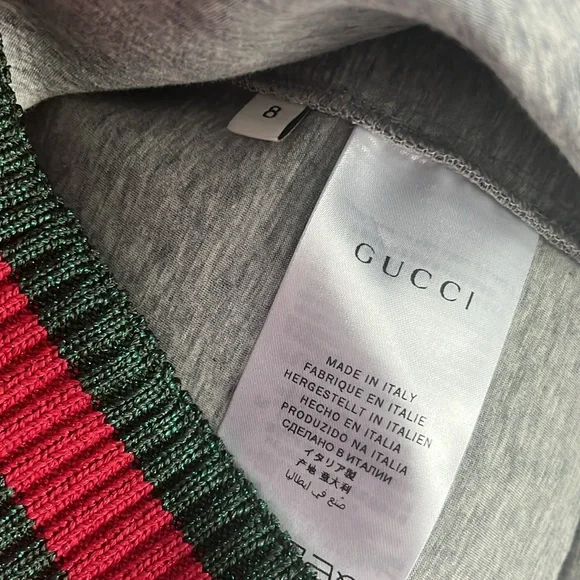 8
GUCCI
MADE IN ITALY
FABRIQUE EN ITALIE
HERGESTELLT IN ITALIEN
HECHO EN ITALIA
PRODUZIDO NA ITALIA
СДЕЛАНО В ИТАЛИИ
イタリア製
产地 意大利
صنع في إيطاليا